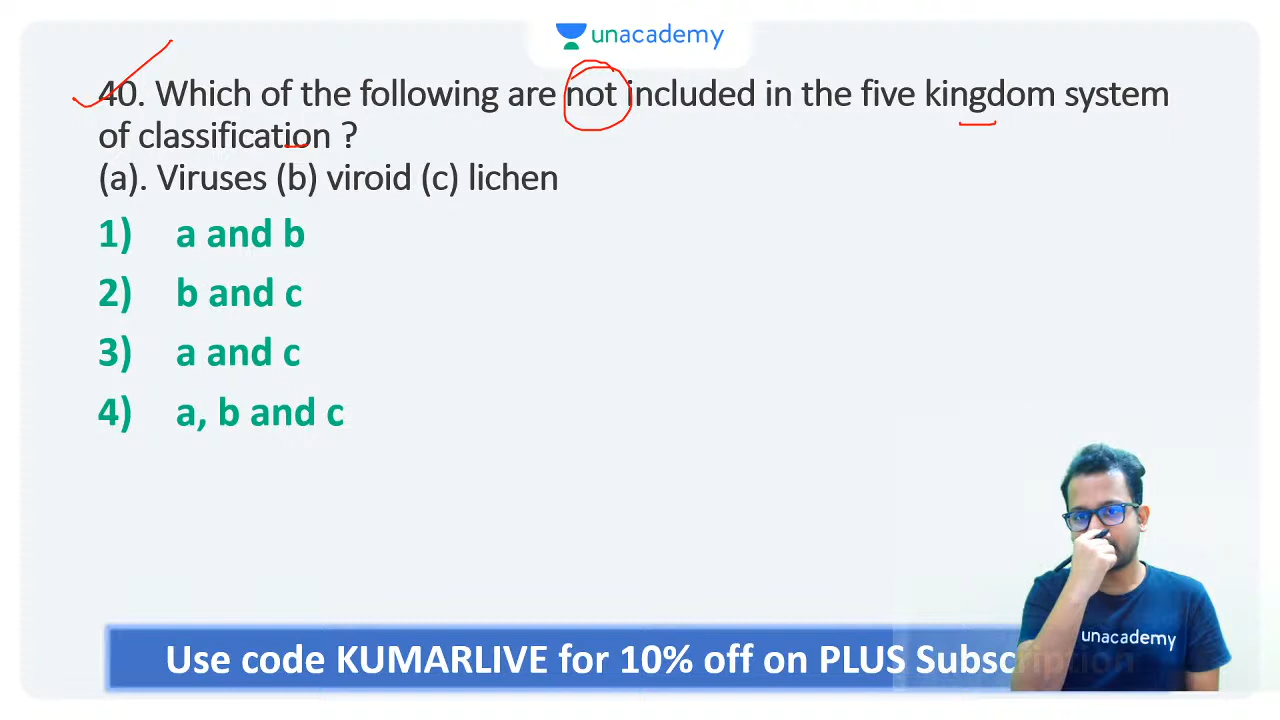 unacademy
40. Which of the following are not included in the five kingdom system
of classification ?
(a). Viruses (b) viroid (c) lichen
1) a and b
2) b and c
3) a and c
4) a, b and c
unacademy
Use code KUMARLIVE for 10% off on PLUS Subscription